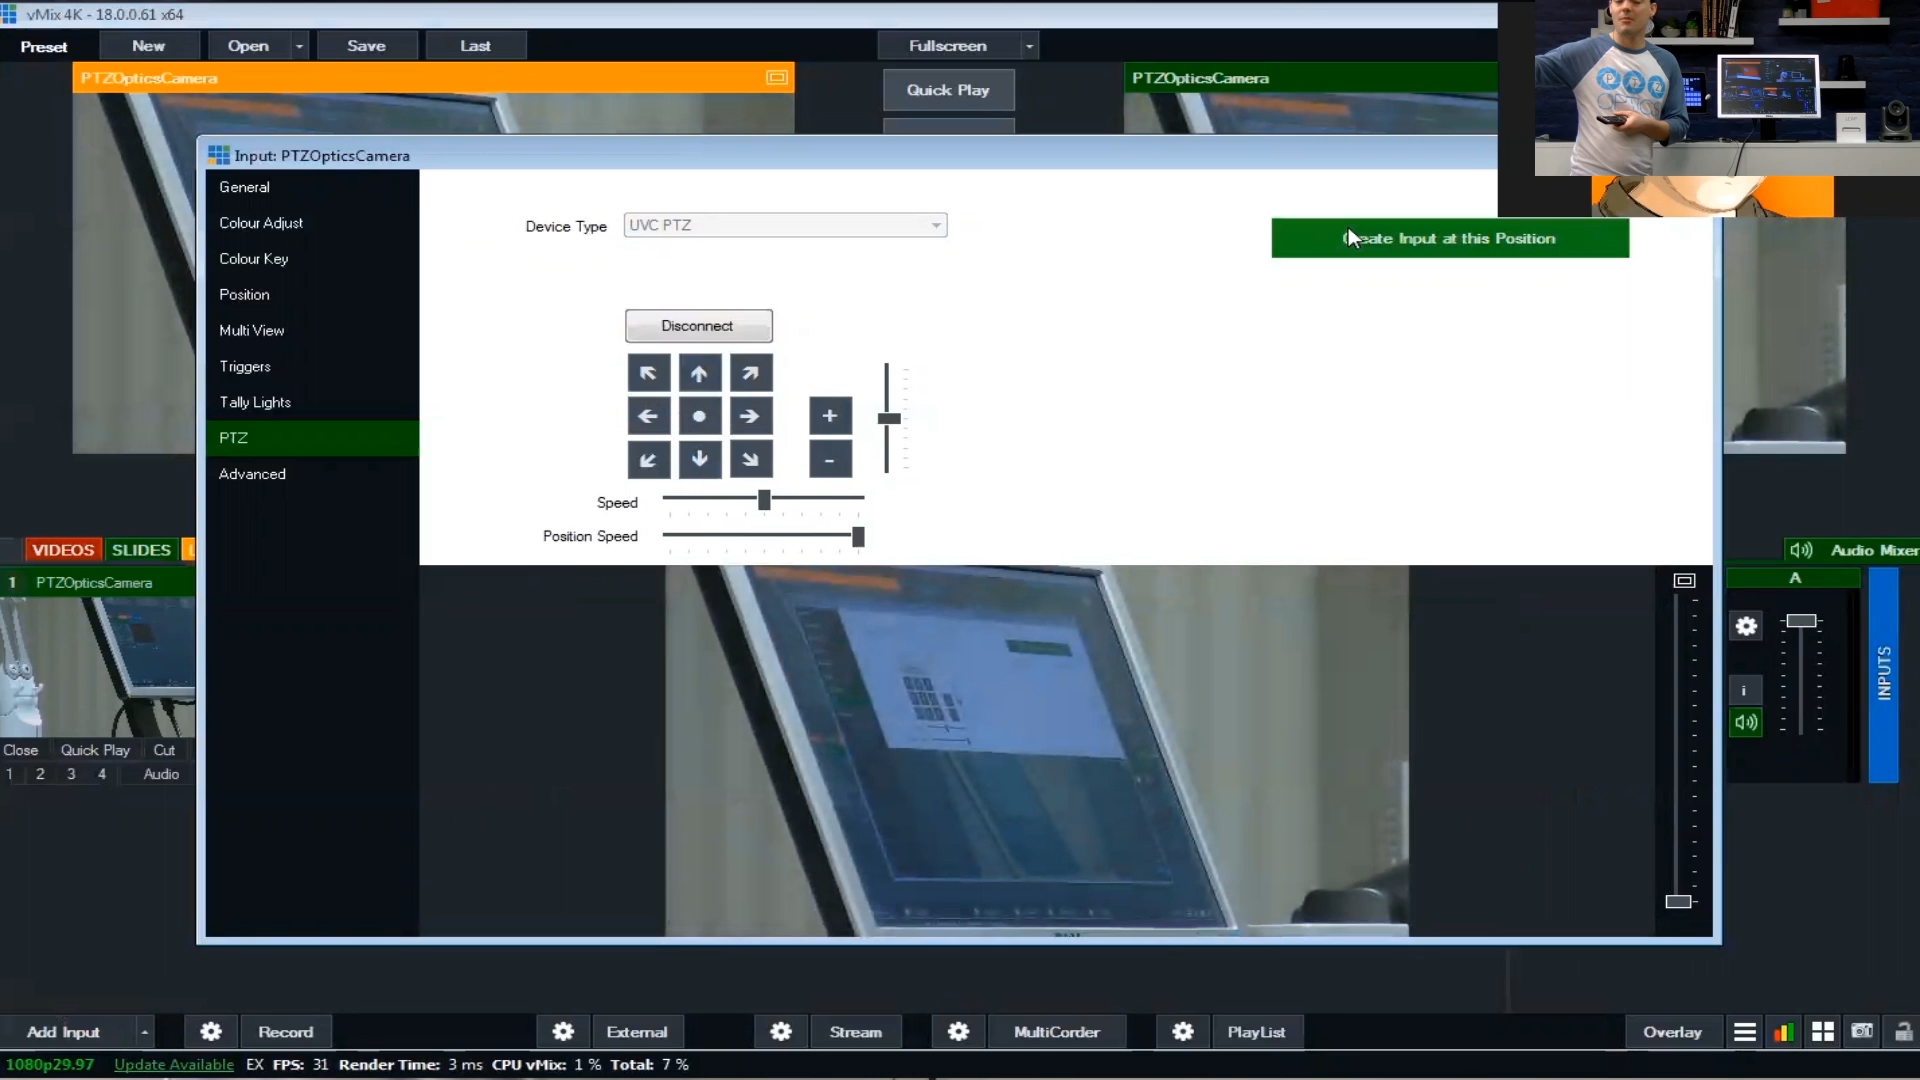 vMix 4K - 18.0.0.61 x64
Preset New Open Save Last Fullscreen
PTZOpticsCamera
PTZOpticsCamera
Quick Play
Input: PTZOpticsCamera
General
Colour Adjust
Colour Key
Position
Multi View
Triggers
Tally Lights
PTZ
Advanced
Device Type UVC PTZ
Create Input at this Position
Disconnect
+
-
Speed
Position Speed
VIDEOS SLIDES
1 PTZOpticsCamera
Close Quick Play Cut
1 2 3 4 Audio
Audio Mixer
A
i
INPUTS
Add Input Record External Stream MultiCorder PlayList Overlay
1080p29.97 Update Available EX FPS: 31 Render Time: 3 ms CPU vMix: 1 % Total: 7 %